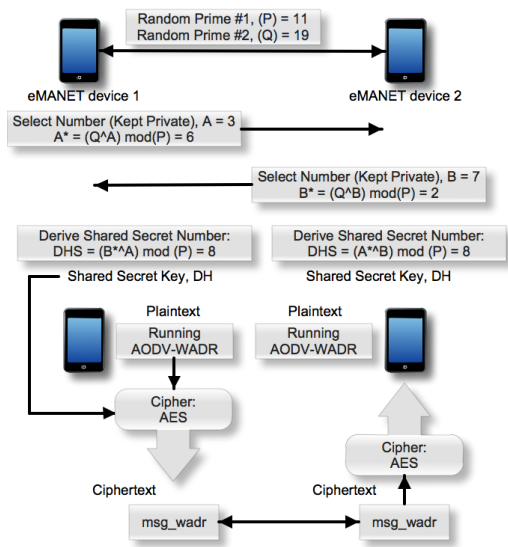 Random Prime #1, (P) = 11
Random Prime #2, (Q) = 19
eMANET device 1
eMANET device 2
Select Number (Kept Private), A = 3
A* = (Q^A) mod(P) = 6
Select Number (Kept Private), B = 7
B* = (Q^B) mod(P) = 2
Derive Shared Secret Number:
DHS = (B*^A) mod (P) = 8
Derive Shared Secret Number:
DHS = (A*^B) mod (P) = 8
Shared Secret Key, DH
Shared Secret Key, DH
Plaintext
Running
AODV-WADR
Plaintext
Running
AODV-WADR
Cipher:
AES
Cipher:
AES
Ciphertext
Ciphertext
msg_wadr
msg_wadr